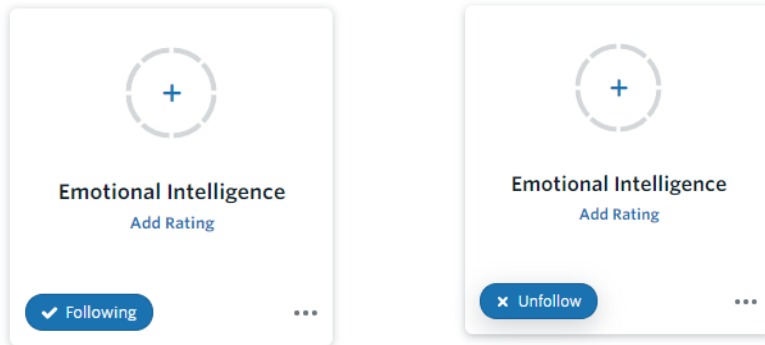 Emotional Intelligence
Add Rating
Following
Emotional Intelligence
Add Rating
Unfollow